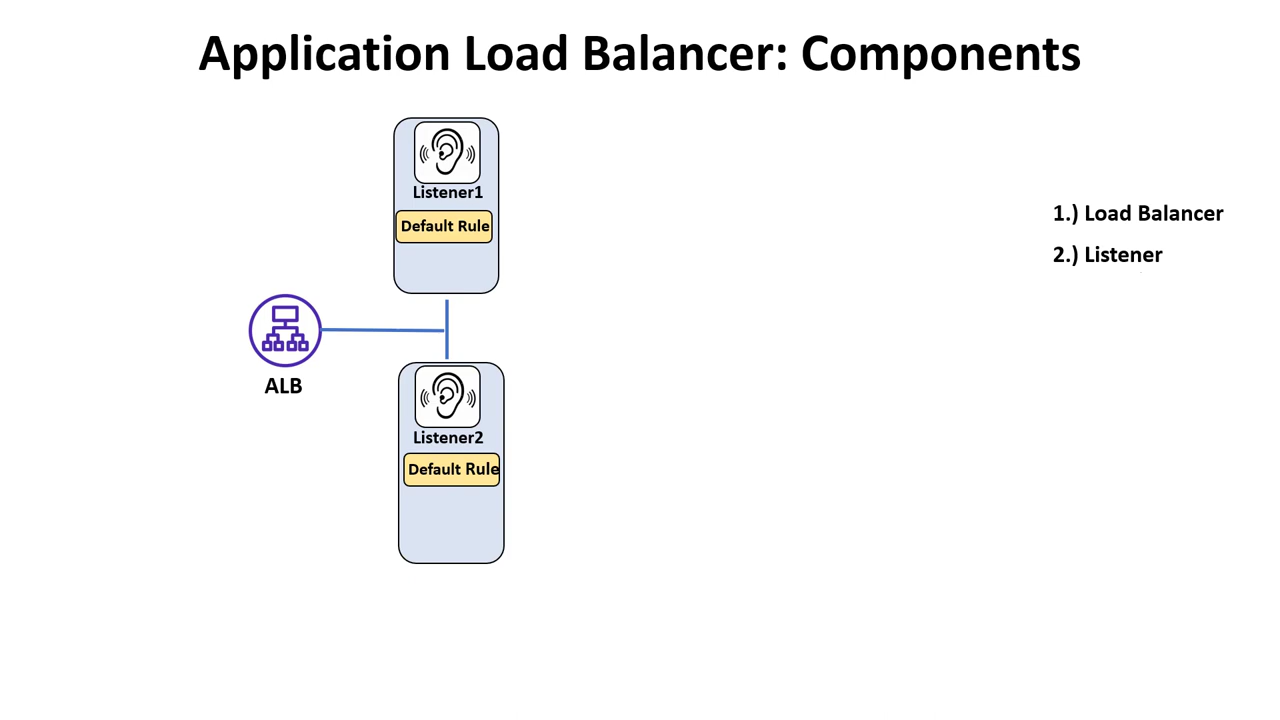 Application Load Balancer: Components
Listener1
Default Rule
1.) Load Balancer
2.) Listener
ALB
Listener2
Default Rule